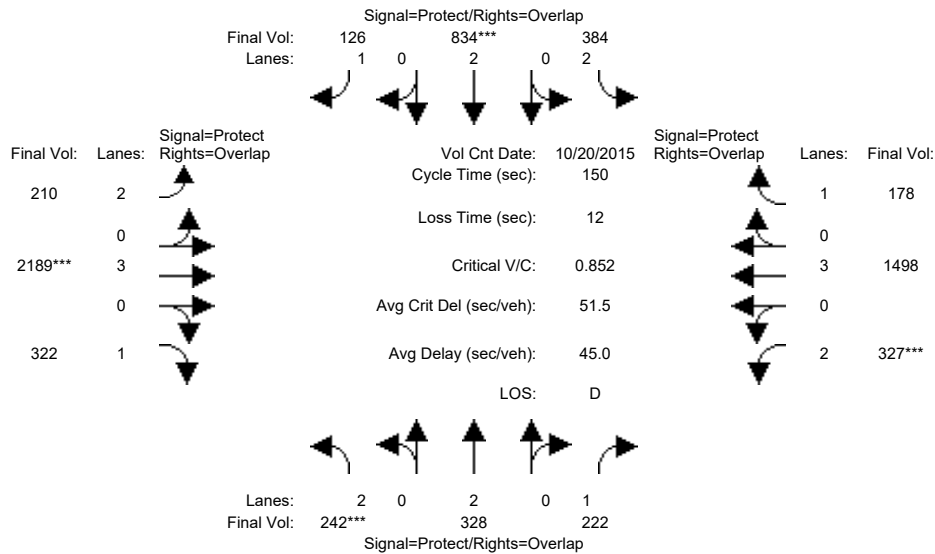 Signal=Protect/Rights=Overlap
Final Vol: 126 834*** 384
Lanes: 1 0 2 0 2
Signal=Protect
Final Vol: Lanes: Rights=Overlap
Vol Cnt Date: 10/20/2015
Signal=Protect
Rights=Overlap Lanes: Final Vol:
Cycle Time (sec): 150
210 2
1 178
Loss Time (sec): 12
0
0
2189*** 3
Critical V/C: 0.852
3 1498
0
Avg Crit Del (sec/veh): 51.5
0
322 1
Avg Delay (sec/veh): 45.0
2 327***
LOS: D
Lanes: 2 0 2 0 1
Final Vol: 242*** 328 222
Signal=Protect/Rights=Overlap